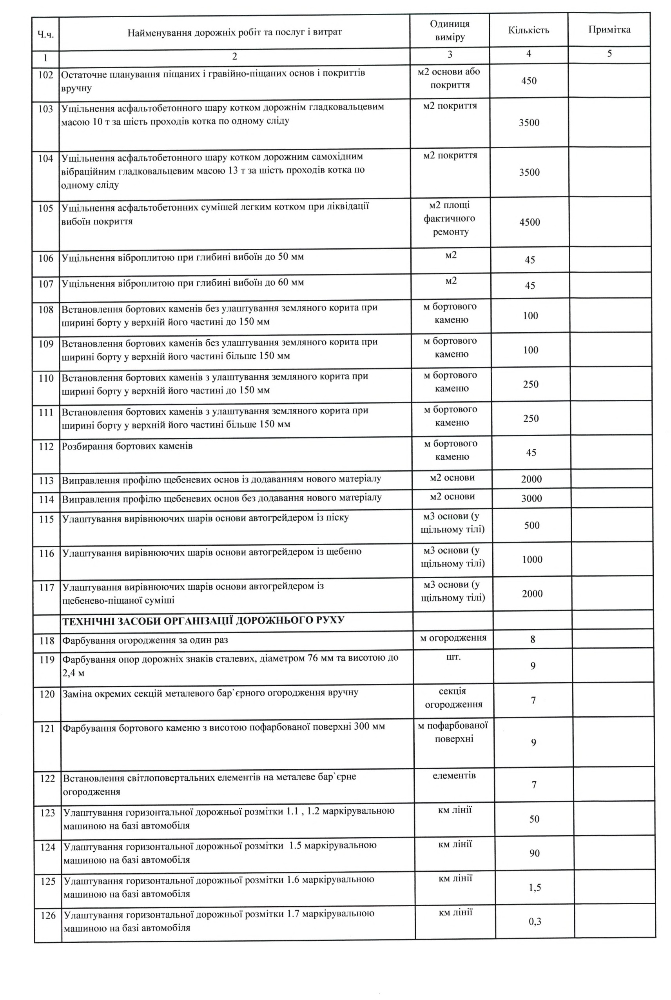 Ч.ч.
Найменування дорожніх робіт та послуг і витрат
Одиниця
виміру
Кількість
Примітка
1
2
3
4
5
102
Остаточне планування піщаних і гравійно-піщаних основ і покриттів
вручну
м2 основи або
покриття
450
103
Ущільнення асфальтобетонного шару котком дорожнім гладковальцевим
масою 10 т за шість проходів котка по одному сліду
м2 покриття
3500
104
Ущільнення асфальтобетонного шару котком дорожним самохідним
вібраційним гладковальцевим масою 13 т за шість проходів котка по
одному сліду
м2 покриття
3500
105
Ущільнення асфальтобетонних сумішей легким котком при ліквідації
вибоїн покриття
м2 площі
фактичного
ремонту
4500
106
Ущільнення віброплитою при глибині вибоїн до 50 мм
м2
45
107
Ущільнення віброплитою при глибині вибоїн до 60 мм
м2
45
108
Встановлення бортових каменів без улаштування земляного корита при
ширині борту у верхній його частині до 150 мм
м бортового
каменю
100
109
Встановлення бортових каменів без улаштування земляного корита при
ширині борту у верхній його частині більше 150 мм
м бортового
каменю
100
110
Встановлення бортових каменів з улаштування земляного корита при
ширині борту у верхній його частині до 150 мм
м бортового
каменю
250
111
Встановлення бортових каменів з улаштування земляного корита при
ширині борту у верхній його частині більше 150 мм
м бортового
каменю
250
112
Розбирання бортових каменів
м бортового
каменю
45
113
Виправлення профілю щебеневих основ із додаванням нового матеріалу
м2 основи
2000
114
Виправлення профілю щебеневих основ без додавання нового матеріалу
м2 основи
3000
115
Улаштування вирівнюючих шарів основи автогрейдером із піску
м3 основи (у
щільному тілі)
500
116
Улаштування вирівнюючих шарів основи автогрейдером із щебеню
м3 основи (у
щільному тілі)
1000
117
Улаштування вирівнюючих шарів основи автогрейдером із
щебенево-піщаної суміші
м3 основи (у
щільному тілі)
2000
ТЕХНІЧНІ ЗАСОБИ ОРГАНІЗАЦІЇ ДОРОЖНЬОГО РУХУ
118
Фарбування огородження за один раз
м огородження
8
119
Фарбування опор дорожніх знаків сталевих, діаметром 76 мм та висотою до
2,4 м
шт.
9
120
Заміна окремих секцій металевого бар`єрного огородження вручну
секція
огородження
7
121
Фарбування бортового каменю з висотою пофарбованої поверхні 300 мм
м пофарбованої
поверхні
9
122
Встановлення світлоповертальних елементів на металеве бар`єрне
огородження
елементів
7
123
Улаштування горизонтальної дорожньої розмітки 1.1 , 1.2 маркірувальною
машиною на базі автомобіля
км лінії
50
124
Улаштування горизонтальної дорожньої розмітки  1.5 маркірувальною
машиною на базі автомобіля
км лінії
90
125
Улаштування горизонтальної дорожньої розмітки 1.6 маркірувальною
машиною на базі автомобіля
км лінії
1,5
126
Улаштування горизонтальної дорожньої розмітки 1.7 маркірувальною
машиною на базі автомобіля
км лінії
0,3